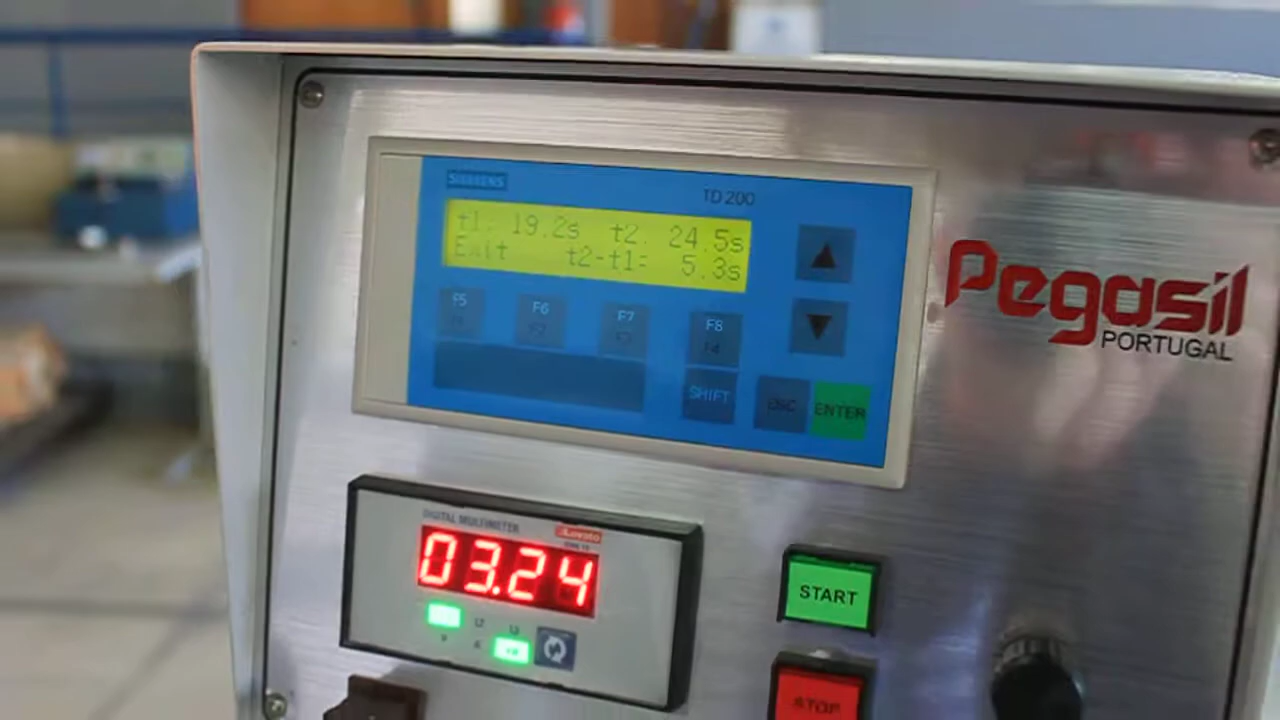 SIEMENS
TD 200
t1: 19.2s t2: 24.5s
Exit t2-t1= 5.3s
F5 F6 F7 F8
F4
SHIFT ESC ENTER
Pegasil
PORTUGAL
DIGITAL MULTIMETER
Lovato
03.24
L2 L3
V A
START
STOP